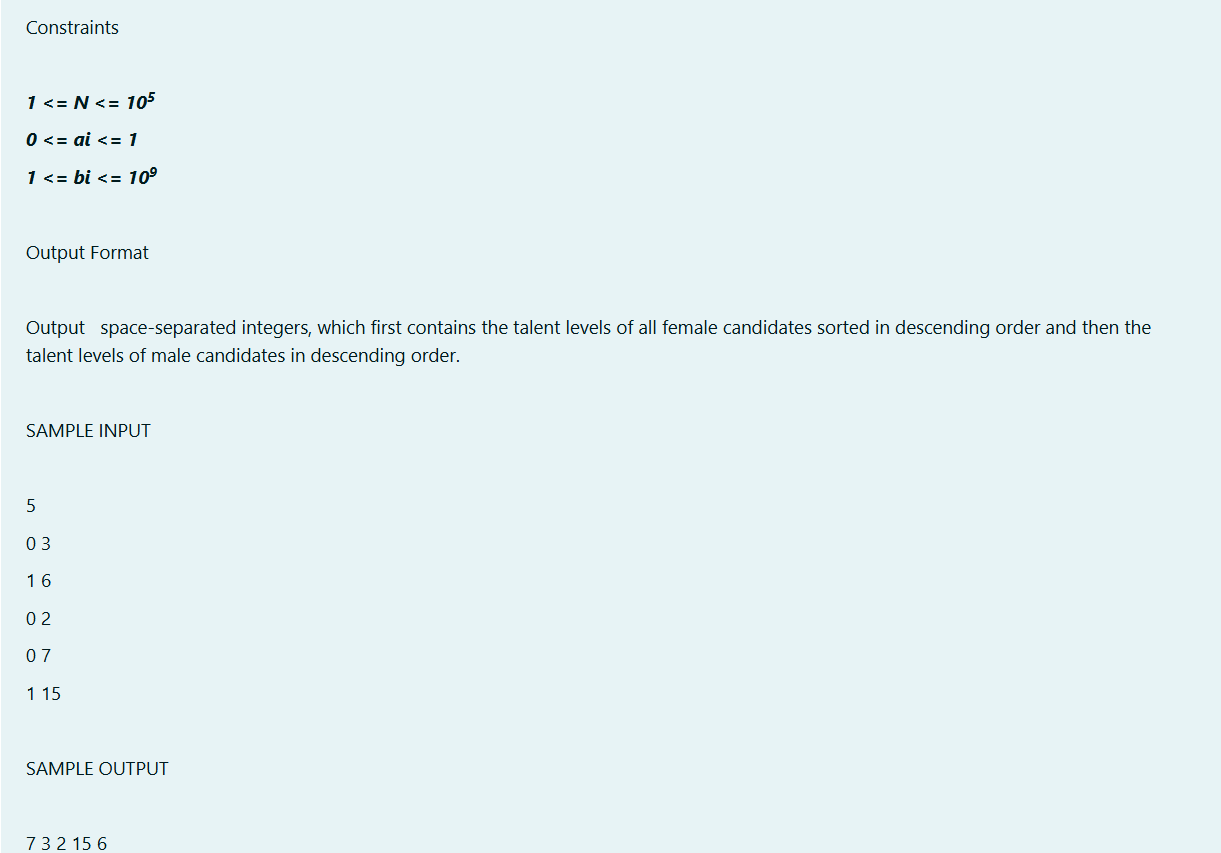 Constraints
1 <= N <= 10⁵
0 <= ai <= 1
1 <= bi <= 10⁹
Output Format
Output space-separated integers, which first contains the talent levels of all female candidates sorted in descending order and then the
talent levels of male candidates in descending order.
SAMPLE INPUT
5
0 3
1 6
0 2
0 7
1 15
SAMPLE OUTPUT
7 3 2 15 6